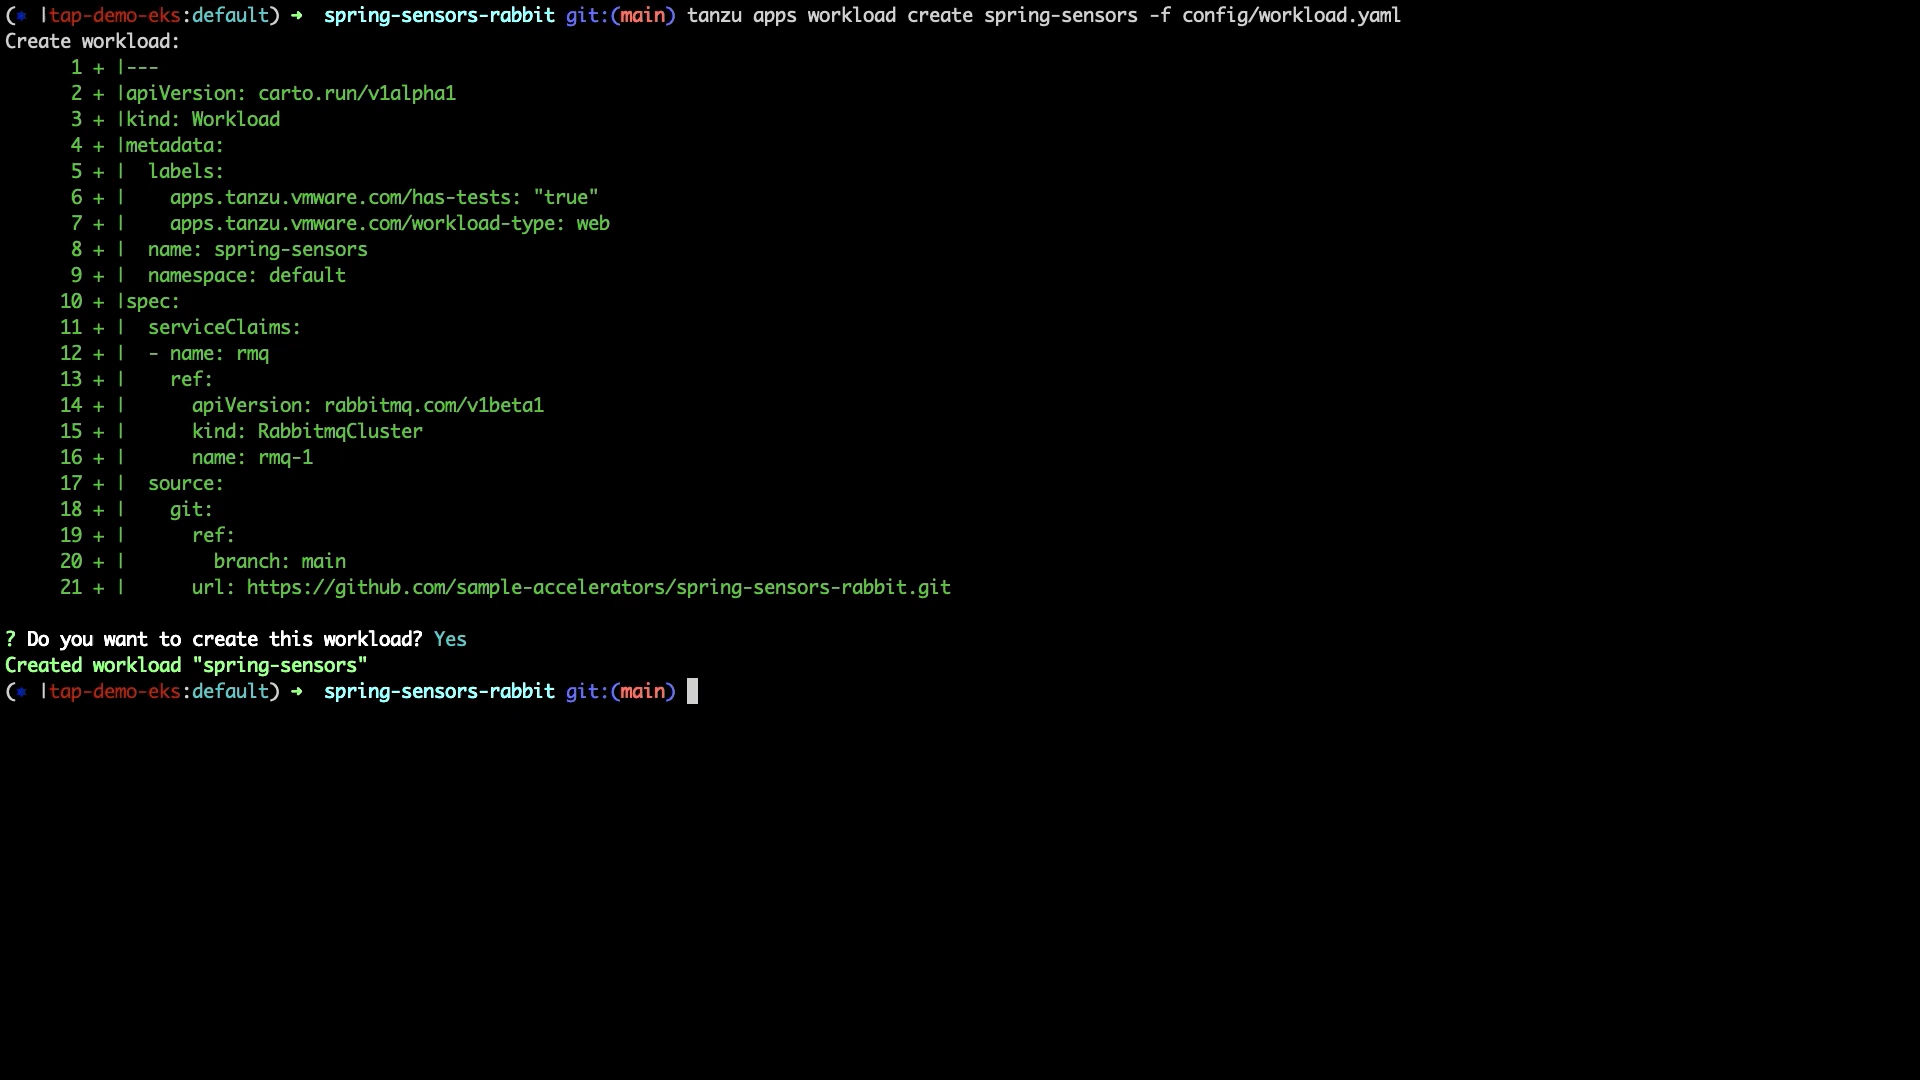 (⎈ |tap-demo-eks:default) ➜  spring-sensors-rabbit git:(main) tanzu apps workload create spring-sensors -f config/workload.yaml
Create workload:
      1 + |---
      2 + |apiVersion: carto.run/v1alpha1
      3 + |kind: Workload
      4 + |metadata:
      5 + |  labels:
      6 + |    apps.tanzu.vmware.com/has-tests: "true"
      7 + |    apps.tanzu.vmware.com/workload-type: web
      8 + |  name: spring-sensors
      9 + |  namespace: default
     10 + |spec:
     11 + |  serviceClaims:
     12 + |  - name: rmq
     13 + |    ref:
     14 + |      apiVersion: rabbitmq.com/v1beta1
     15 + |      kind: RabbitmqCluster
     16 + |      name: rmq-1
     17 + |  source:
     18 + |    git:
     19 + |      ref:
     20 + |        branch: main
     21 + |      url: https://github.com/sample-accelerators/spring-sensors-rabbit.git
? Do you want to create this workload? Yes
Created workload "spring-sensors"
(⎈ |tap-demo-eks:default) ➜  spring-sensors-rabbit git:(main)